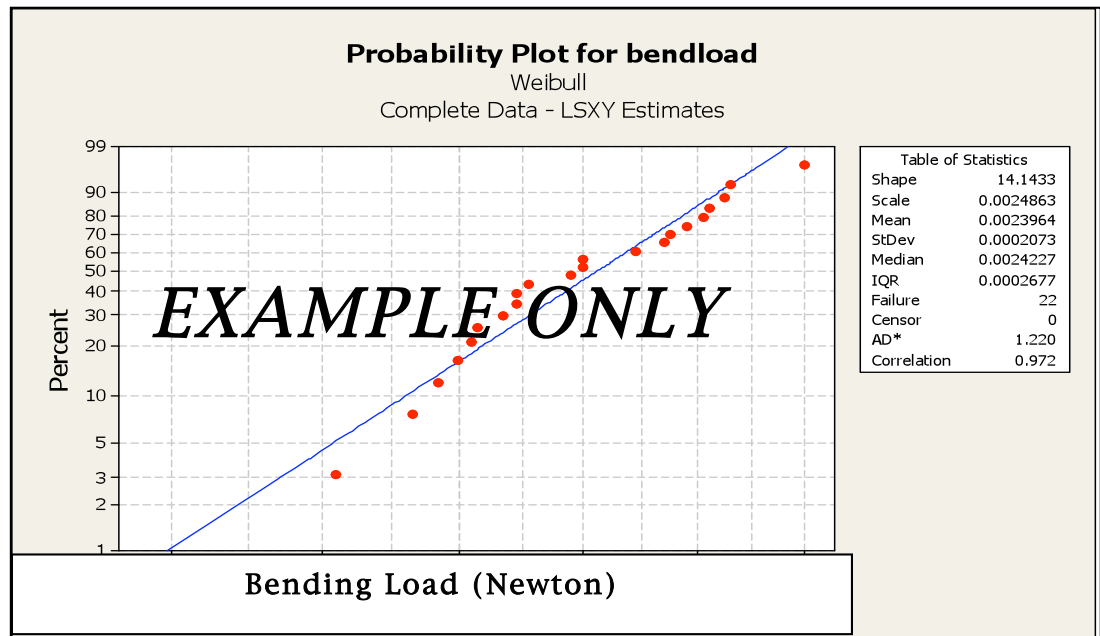 Probability Plot for bendload
Weibull
Complete Data - LSXY Estimates
99
90
80
70
60
50
40
30
20
10
5
3
2
1
Percent
EXAMPLE ONLY
Bending Load (Newton)
Table of Statistics
Shape 14.1433
Scale 0.0024863
Mean 0.0023964
StDev 0.0002073
Median 0.0024227
IQR 0.0002677
Failure 22
Censor 0
AD* 1.220
Correlation 0.972